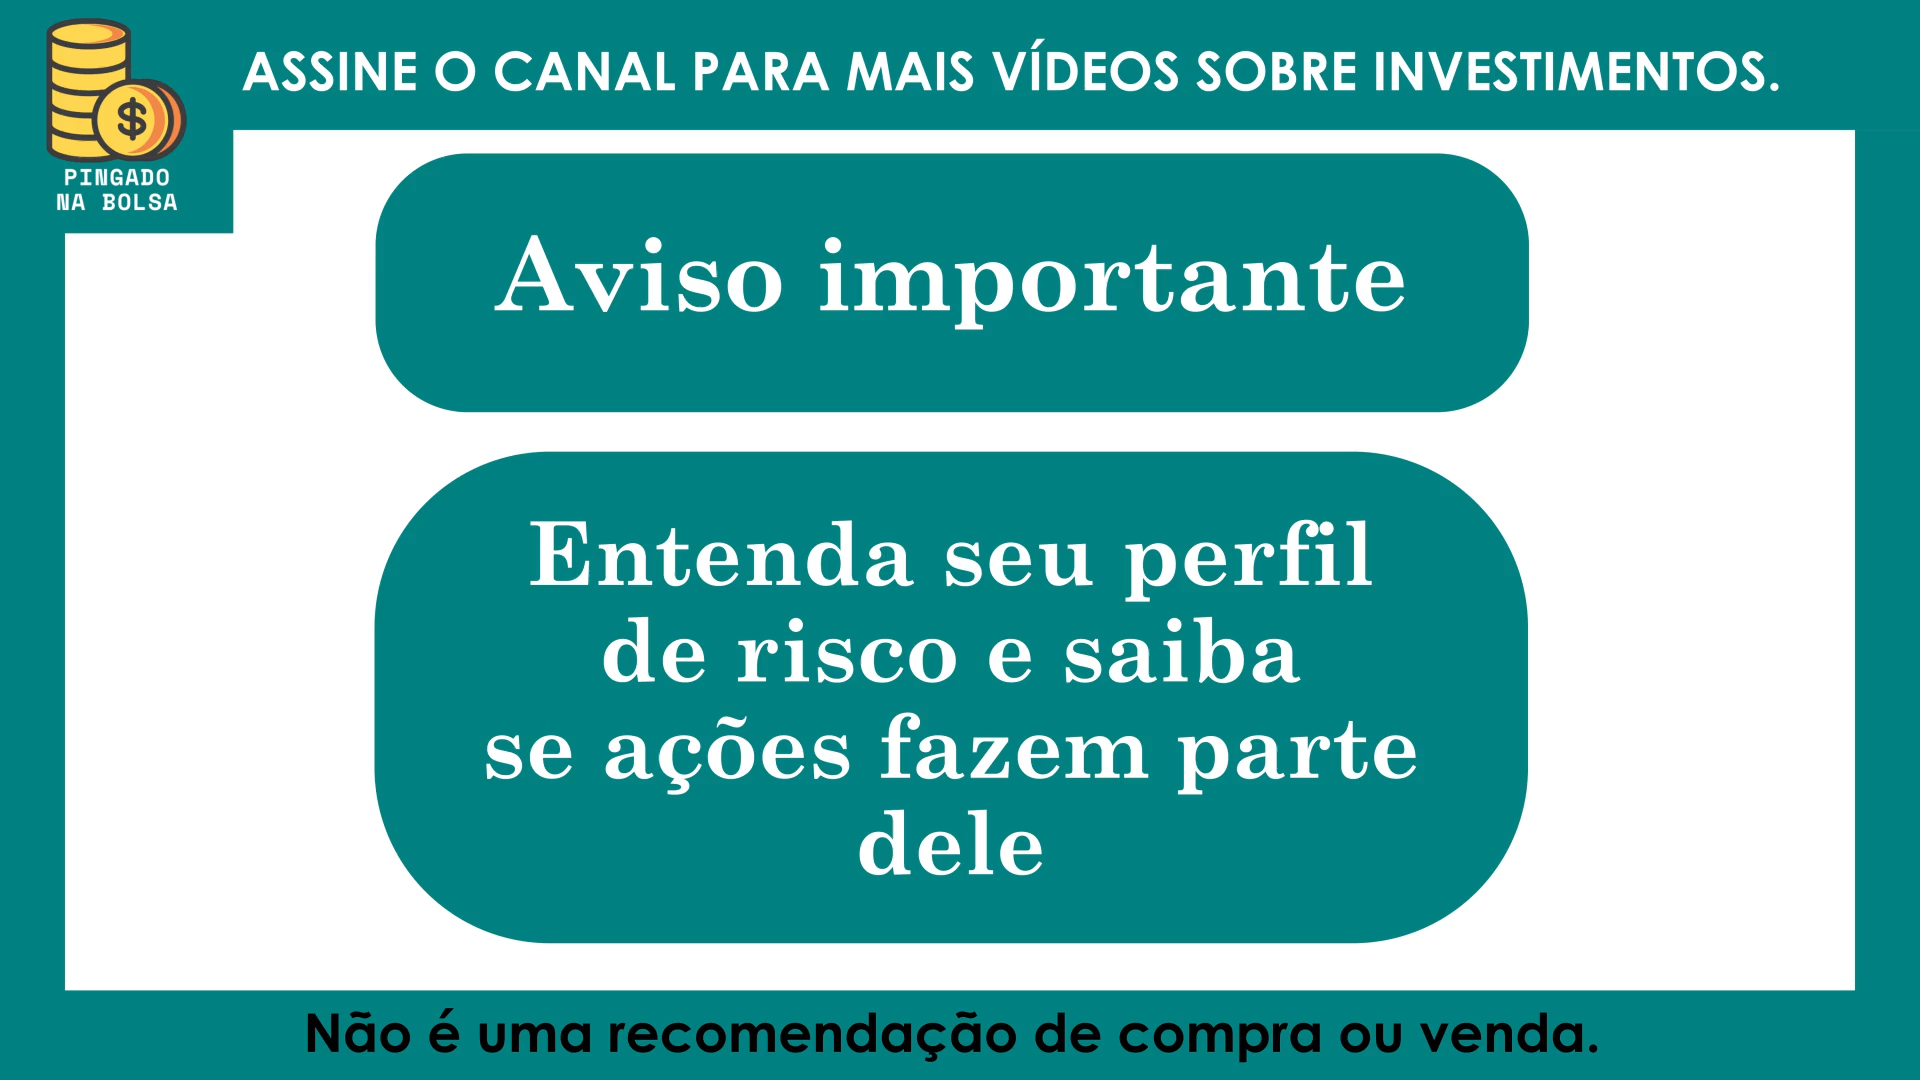 ASSINE O CANAL PARA MAIS VÍDEOS SOBRE INVESTIMENTOS.
$
PINGADO
NA BOLSA
Aviso importante
Entenda seu perfil
de risco e saiba
se ações fazem parte
dele
Não é uma recomendação de compra ou venda.